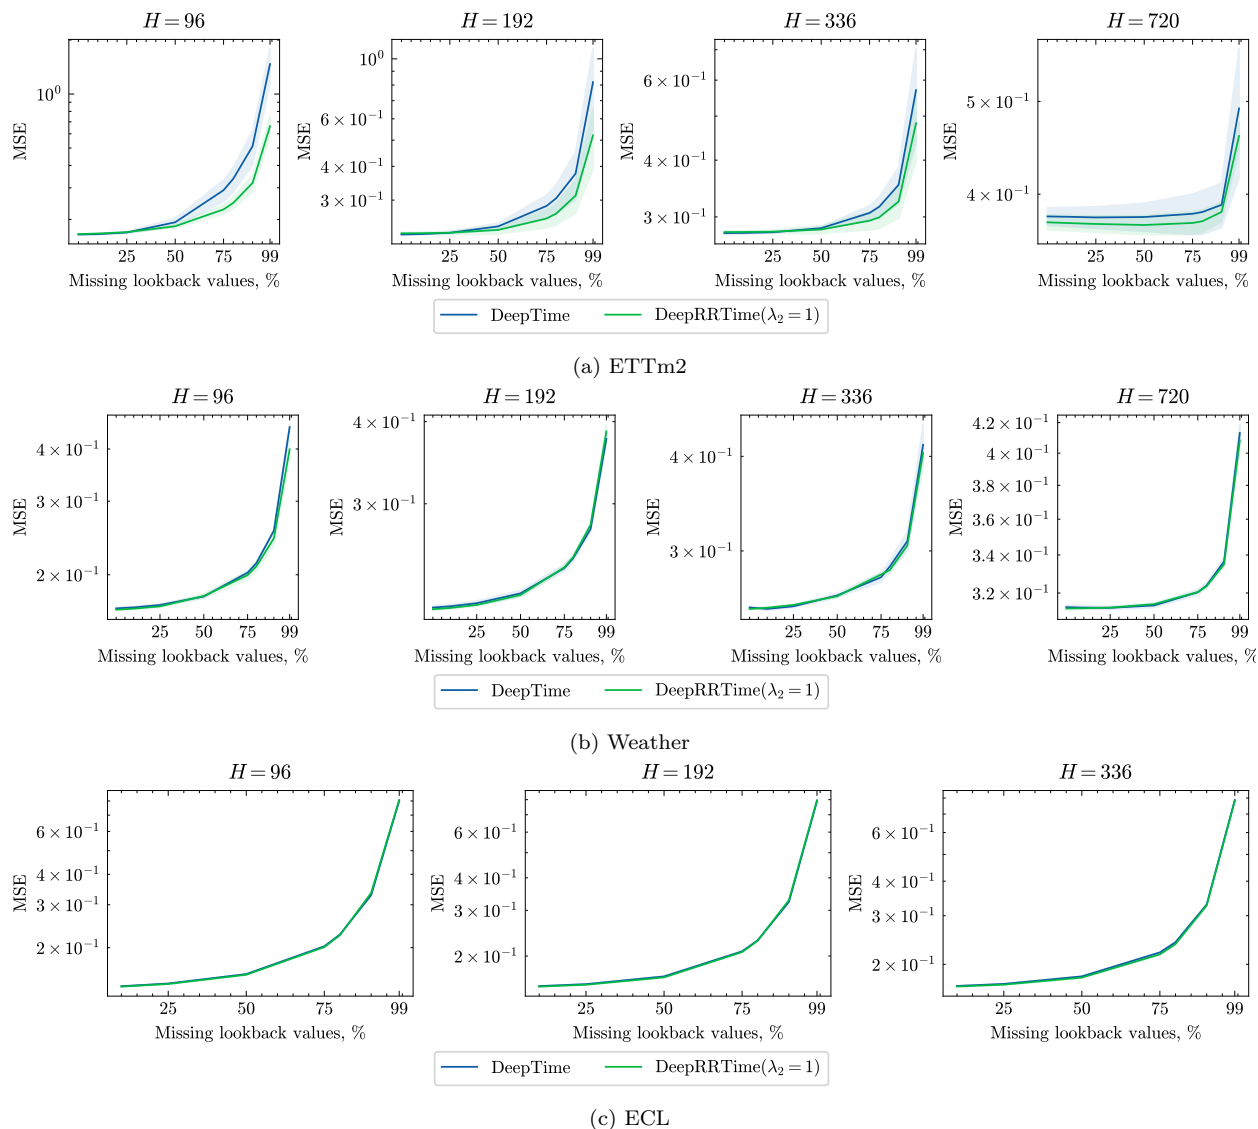 H = 96 H = 192 H = 336 H = 720
10⁰
MSE
25 50 75 99
Missing lookback values, %
10⁰
6 × 10⁻¹
4 × 10⁻¹
3 × 10⁻¹
MSE
25 50 75 99
Missing lookback values, %
6 × 10⁻¹
4 × 10⁻¹
3 × 10⁻¹
MSE
25 50 75 99
Missing lookback values, %
5 × 10⁻¹
4 × 10⁻¹
MSE
25 50 75 99
Missing lookback values, %
DeepTime DeepRRTime(λ₂ = 1)
(a) ETTm2
H = 96 H = 192 H = 336 H = 720
4 × 10⁻¹
3 × 10⁻¹
2 × 10⁻¹
MSE
25 50 75 99
Missing lookback values, %
4 × 10⁻¹
3 × 10⁻¹
MSE
25 50 75 99
Missing lookback values, %
4 × 10⁻¹
3 × 10⁻¹
MSE
25 50 75 99
Missing lookback values, %
4.2 × 10⁻¹
4 × 10⁻¹
3.8 × 10⁻¹
3.6 × 10⁻¹
3.4 × 10⁻¹
3.2 × 10⁻¹
MSE
25 50 75 99
Missing lookback values, %
DeepTime DeepRRTime(λ₂ = 1)
(b) Weather
H = 96 H = 192 H = 336
6 × 10⁻¹
4 × 10⁻¹
3 × 10⁻¹
2 × 10⁻¹
MSE
25 50 75 99
Missing lookback values, %
6 × 10⁻¹
4 × 10⁻¹
3 × 10⁻¹
2 × 10⁻¹
MSE
25 50 75 99
Missing lookback values, %
6 × 10⁻¹
4 × 10⁻¹
3 × 10⁻¹
2 × 10⁻¹
MSE
25 50 75 99
Missing lookback values, %
DeepTime DeepRRTime(λ₂ = 1)
(c) ECL